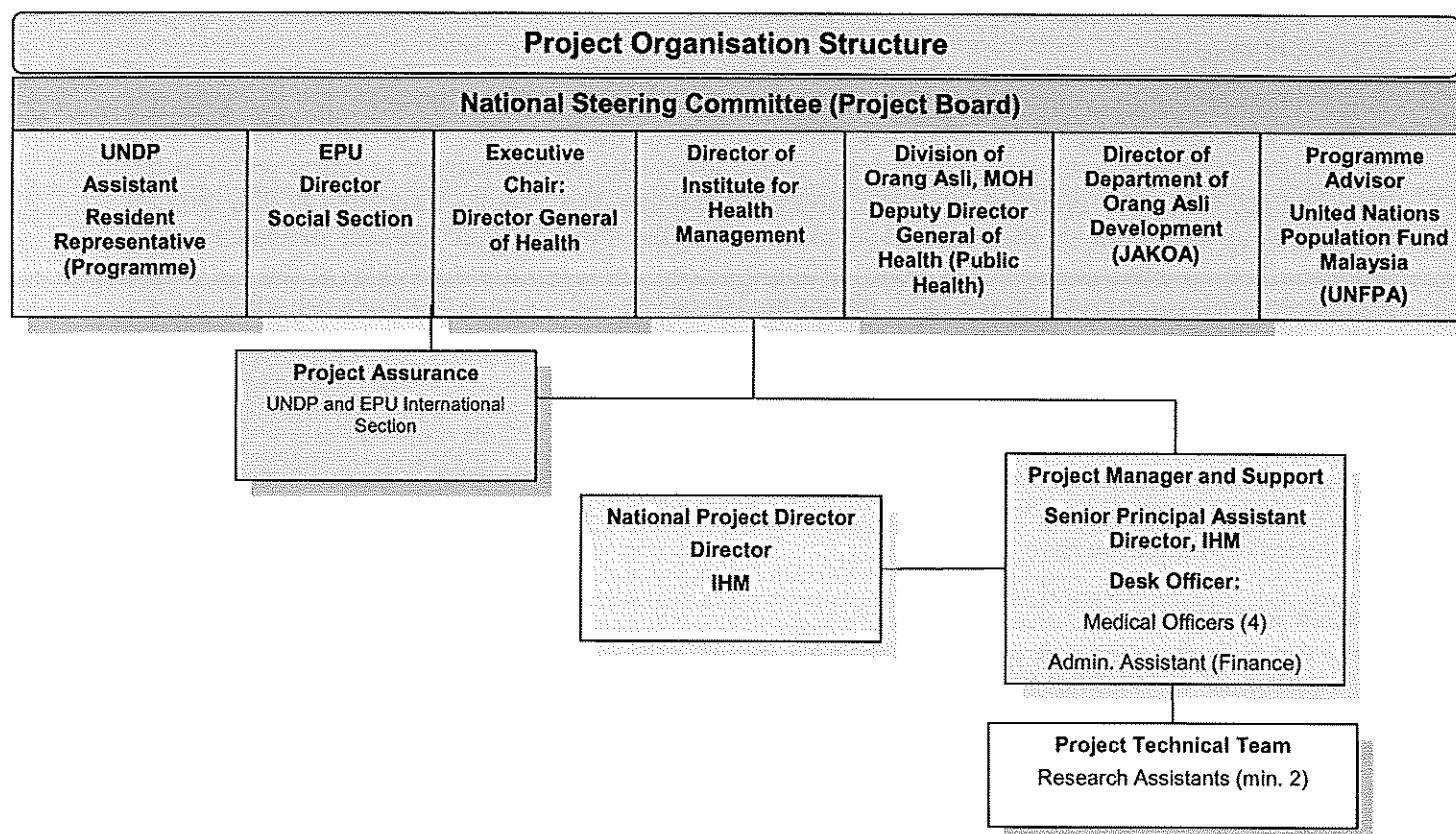 Project Organisation Structure
National Steering Committee (Project Board)
UNDP
Assistant
Resident
Representative
(Programme)
EPU
Director
Social Section
Executive
Chair:
Director General
of Health
Director of
Institute for
Health
Management
Division of
Orang Asli, MOH
Deputy Director
General of
Health (Public
Health)
Director of
Department of
Orang Asli
Development
(JAKOA)
Programme
Advisor
United Nations
Population Fund
Malaysia
(UNFPA)
Project Assurance
UNDP and EPU International
Section
National Project Director
Director
IHM
Project Manager and Support
Senior Principal Assistant
Director, IHM
Desk Officer:
Medical Officers (4)
Admin. Assistant (Finance)
Project Technical Team
Research Assistants (min. 2)